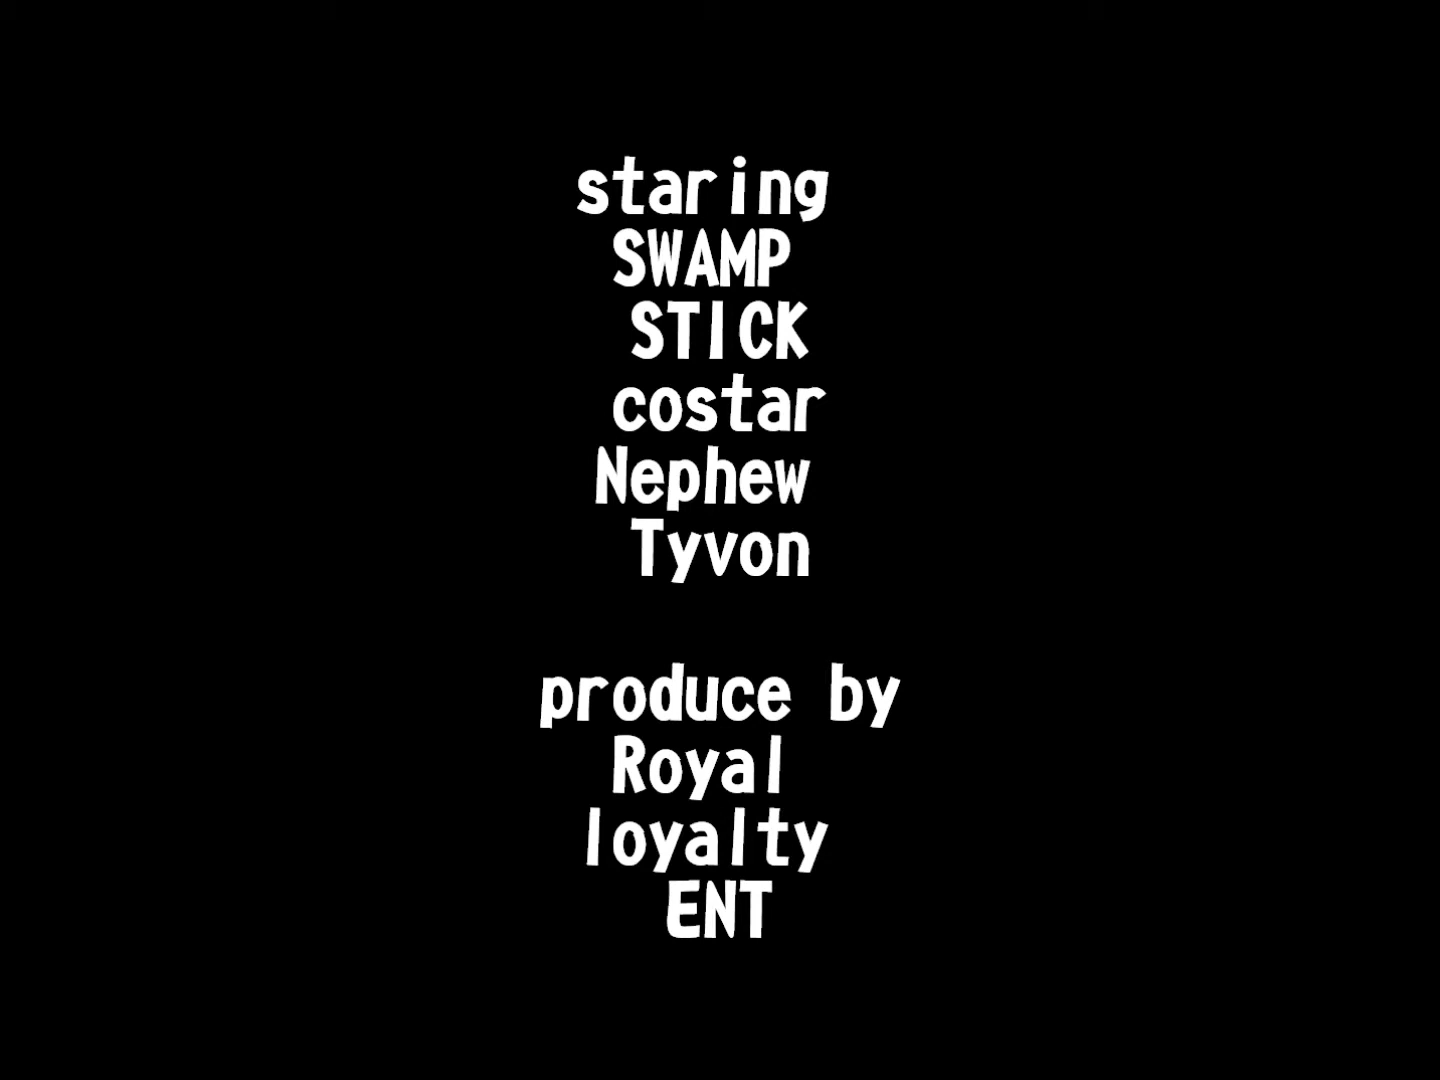 staring
SWAMP
STICK
costar
Nephew
Tyvon
produce by
Royal
loyalty
ENT